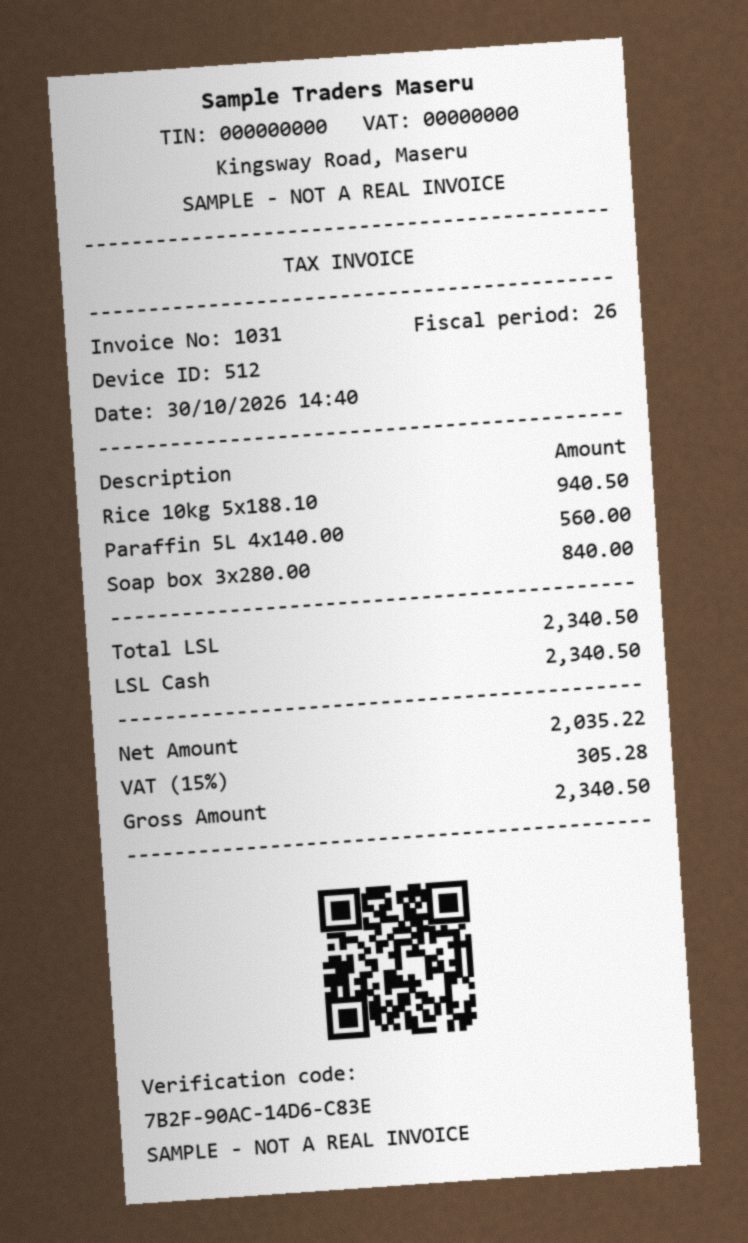 Sample Traders Maseru
TIN: 000000000 VAT: 00000000
Kingsway Road, Maseru
SAMPLE - NOT A REAL INVOICE
TAX INVOICE
Invoice No: 1031 Fiscal period: 26
Device ID: 512
Date: 30/10/2026 14:40
Description Amount
Rice 10kg 5x188.10 940.50
Paraffin 5L 4x140.00 560.00
Soap box 3x280.00 840.00
Total LSL 2,340.50
LSL Cash 2,340.50
Net Amount 2,035.22
VAT (15%) 305.28
Gross Amount 2,340.50
Verification code:
7B2F-90AC-14D6-C83E
SAMPLE - NOT A REAL INVOICE